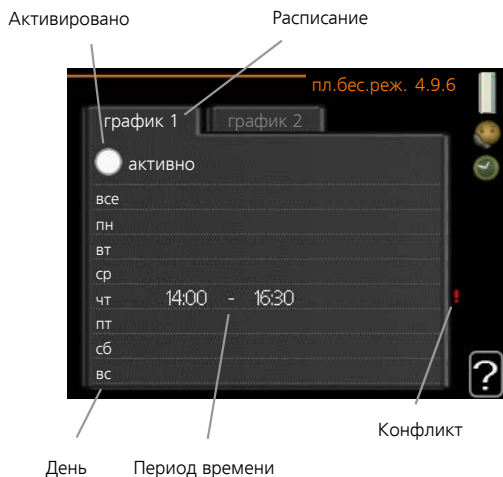 Активировано Расписание
пл.бес.реж. 4.9.6
график 1 график 2
активно
все
пн
вт
ср
чт 14:00 - 16:30 !
пт
сб
вс
?
Конфликт
День Период времени